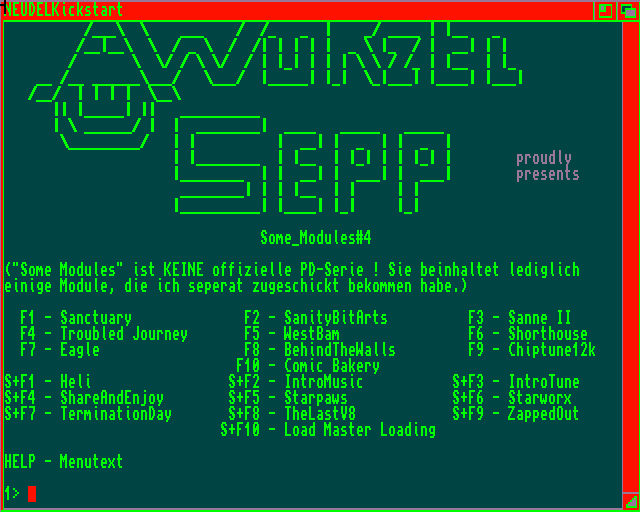 NEUDELKickstart
WURZEL
SEPP
proudly
presents
Some_Modules#4
("Some Modules" ist KEINE offizielle PD-Serie ! Sie beinhaltet lediglich
einige Module, die ich seperat zugeschickt bekommen habe.)
F1 - Sanctuary F2 - SanityBitArts F3 - Sanne II
F4 - Troubled Journey F5 - WestBam F6 - Shorthouse
F7 - Eagle F8 - BehindTheWalls F9 - Chiptune12k
F10 - Comic Bakery
S+F1 - Heli S+F2 - IntroMusic S+F3 - IntroTune
S+F4 - ShareAndEnjoy S+F5 - Starpaws S+F6 - Starworx
S+F7 - TerminationDay S+F8 - TheLastV8 S+F9 - ZappedOut
S+F10 - Load Master Loading
HELP - Menutext
1>